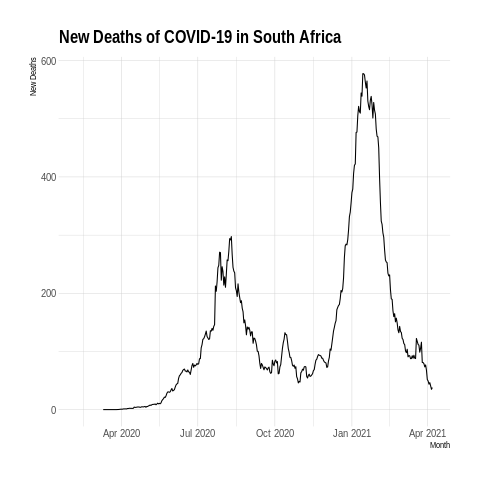 New Deaths of COVID-19 in South Africa
New Deaths
600
400
200
0
Apr 2020 Jul 2020 Oct 2020 Jan 2021 Apr 2021
Month